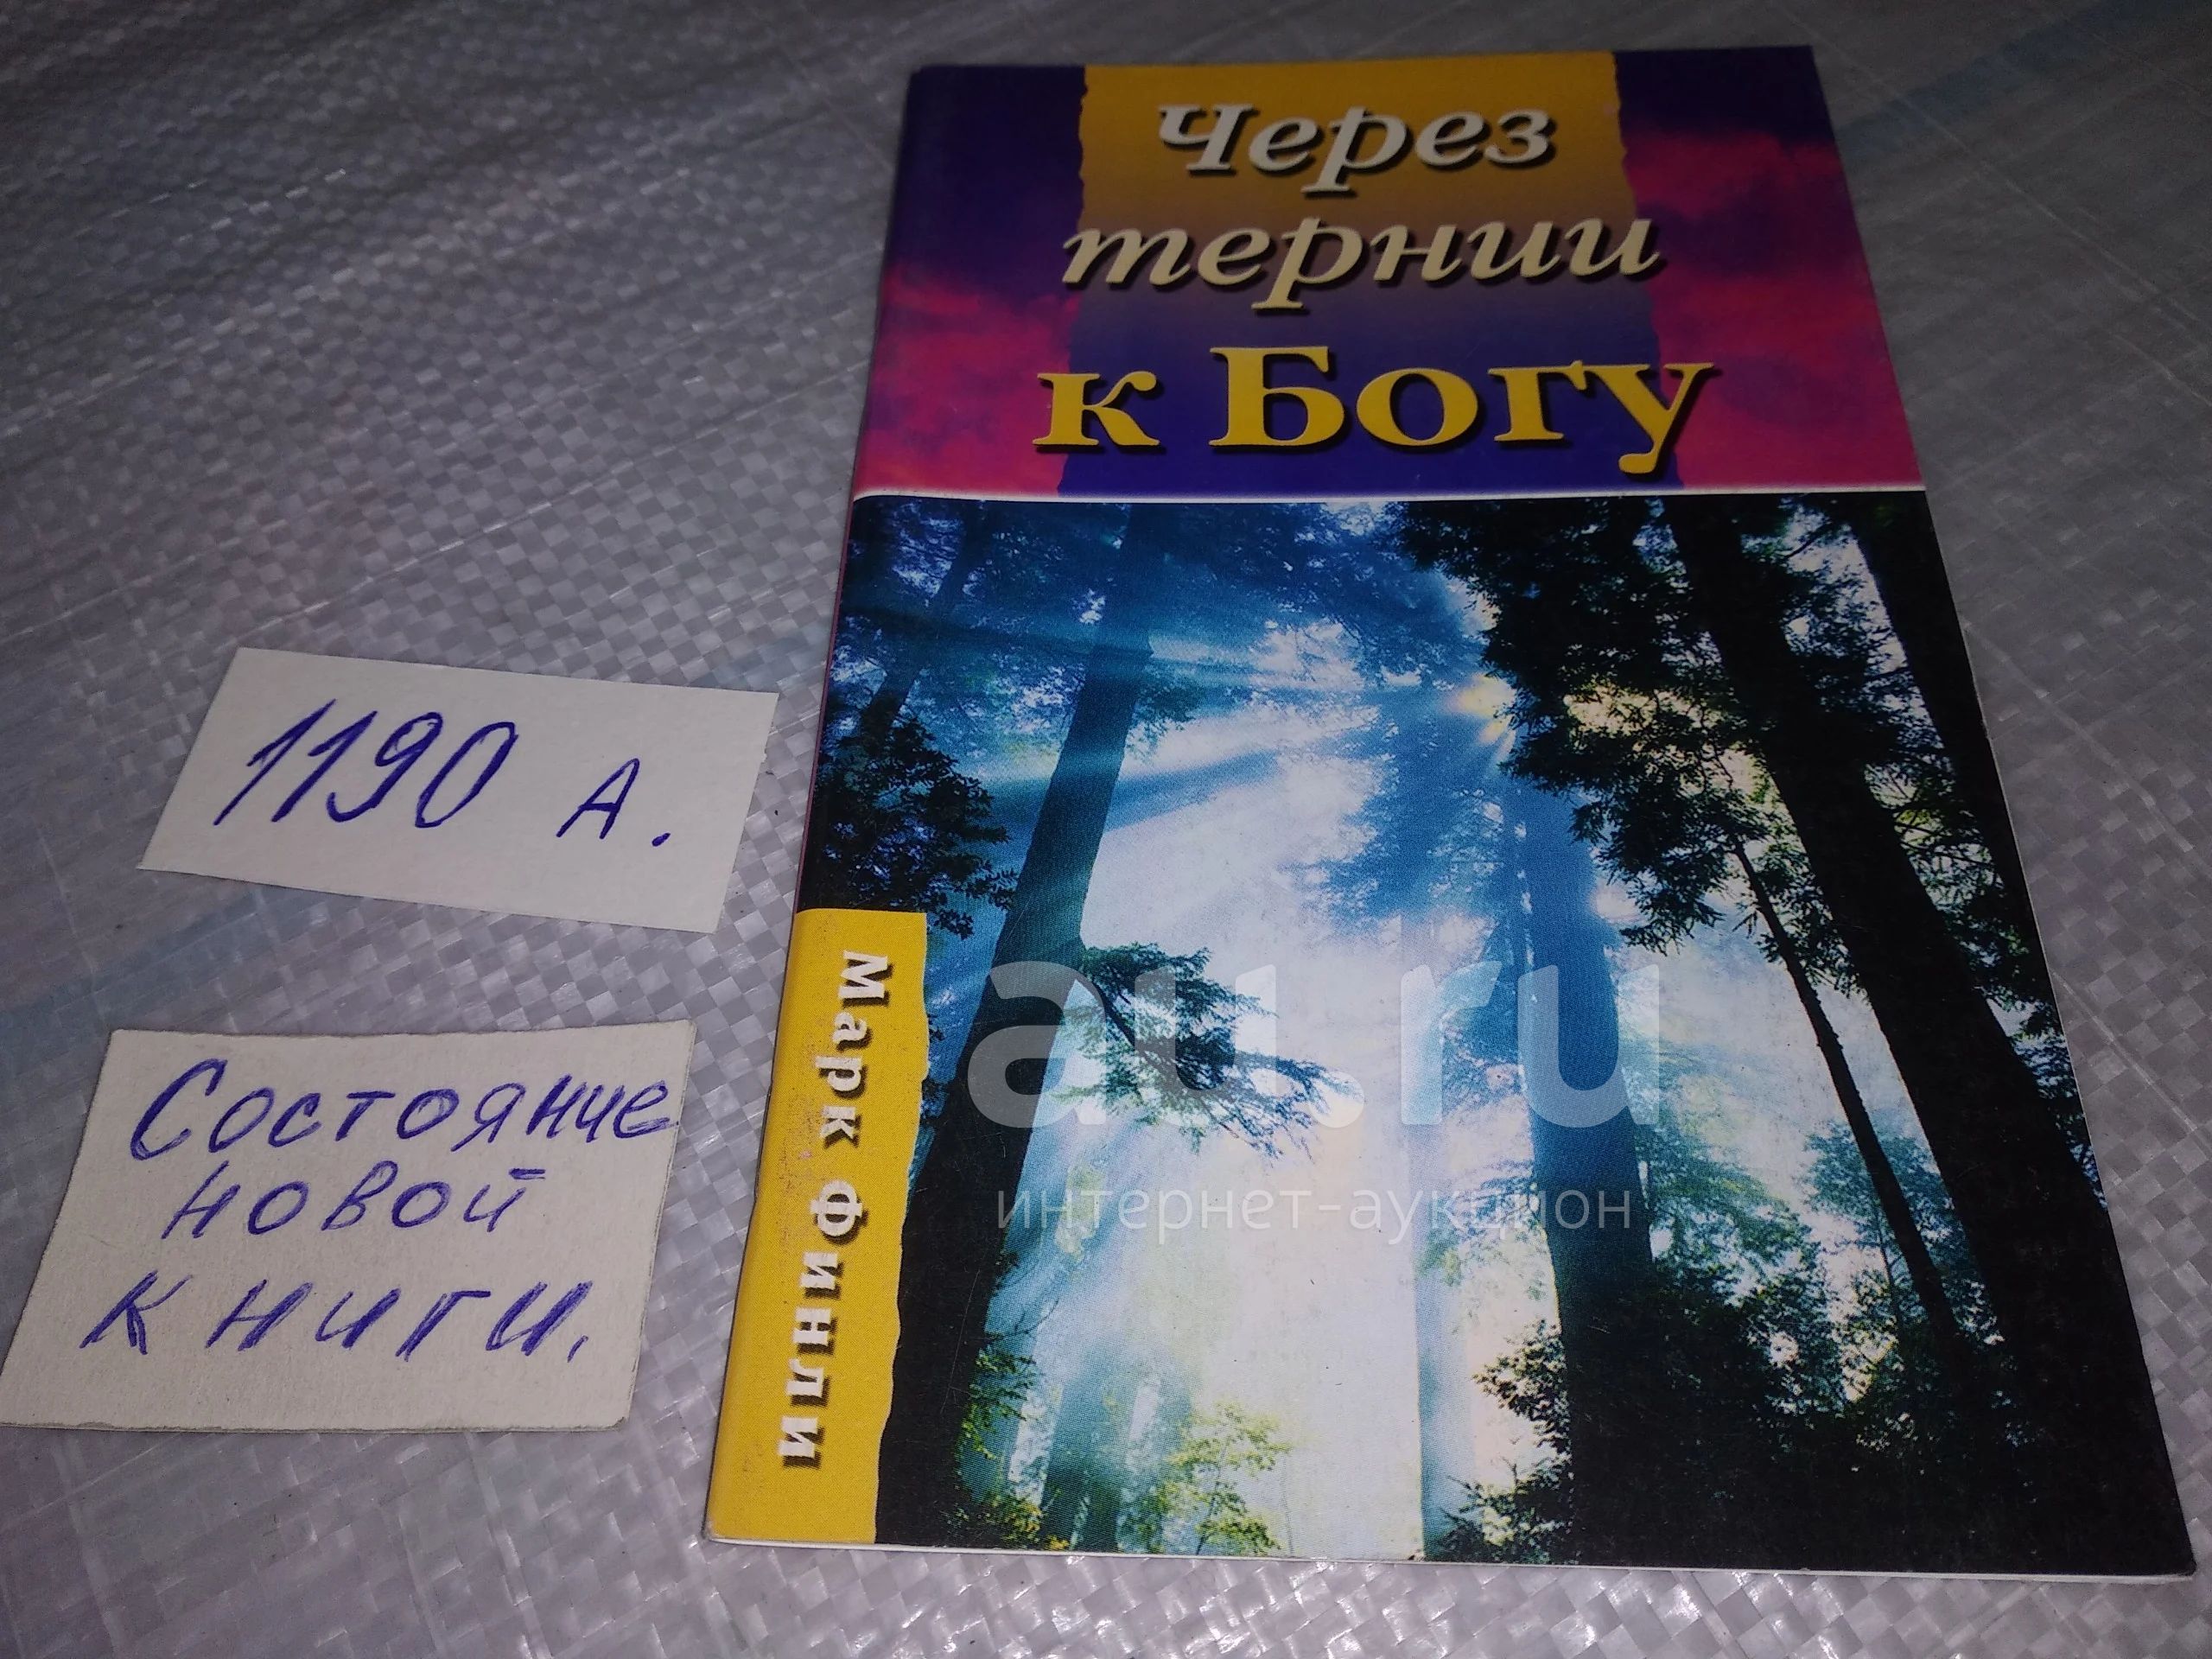 Через
тернии
к Богу
1190 А.
Марк Финли
au.ru
интернет-аукцион
Состояние
новой
книги.